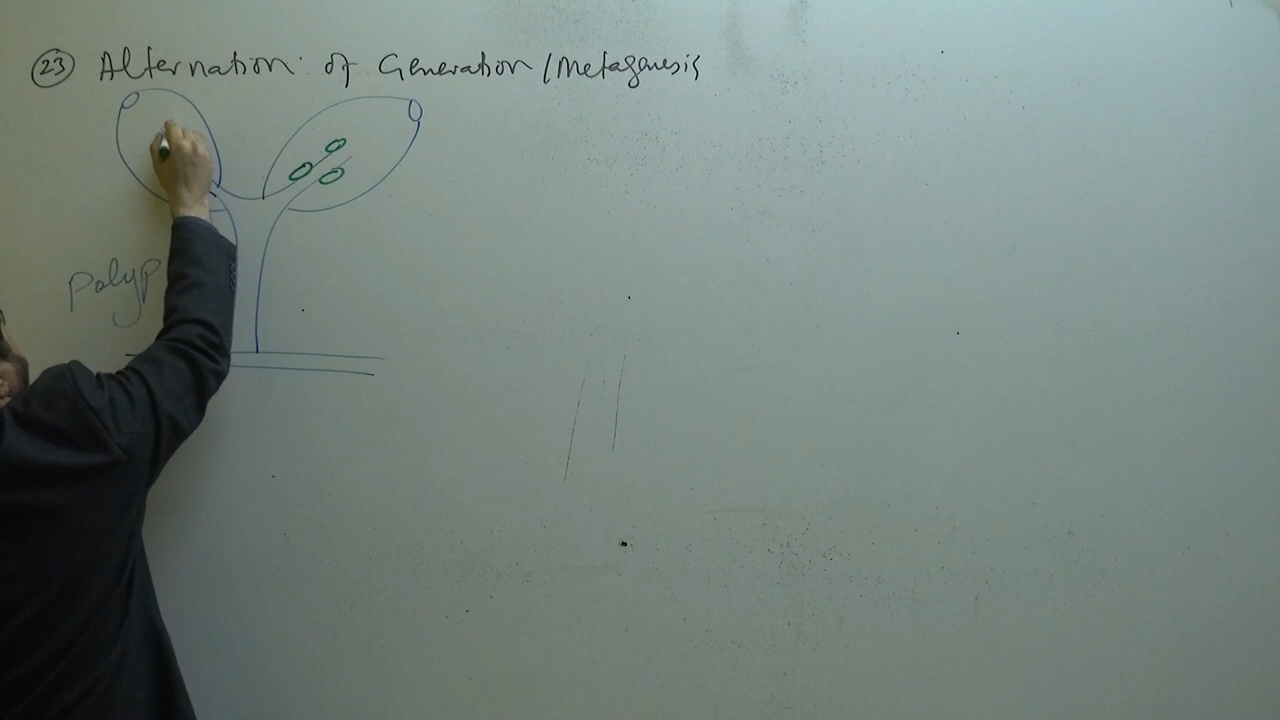 23 Alternation of Generation / Metagenesis
Polyp